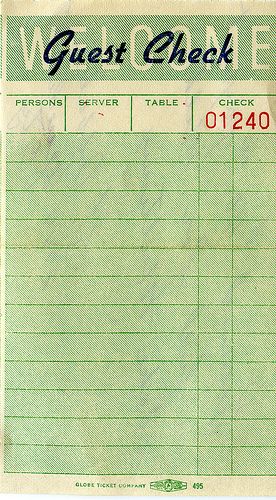 WELCOME
Guest Check
PERSONS SERVER TABLE CHECK
01240
GLOBE TICKET COMPANY 495